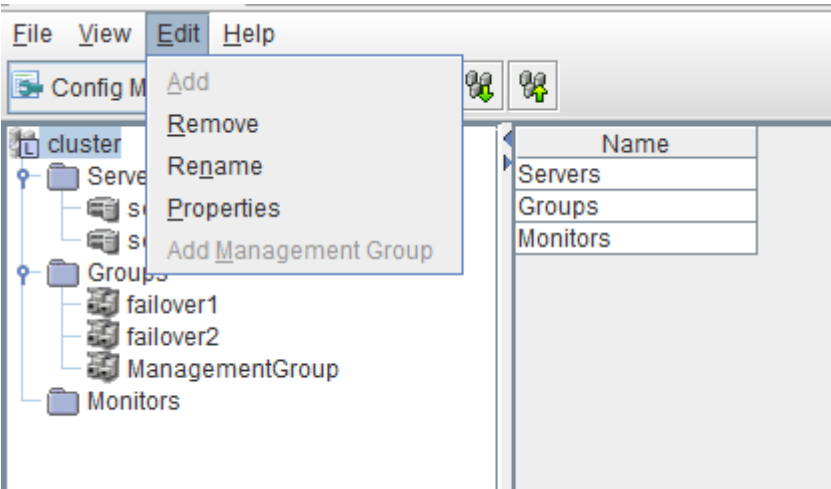 File View Edit Help
Config M
Add
Remove
Rename
Properties
Add Management Group
cluster
Serve
s
s
Groups
failover1
failover2
ManagementGroup
Monitors
Name
Servers
Groups
Monitors